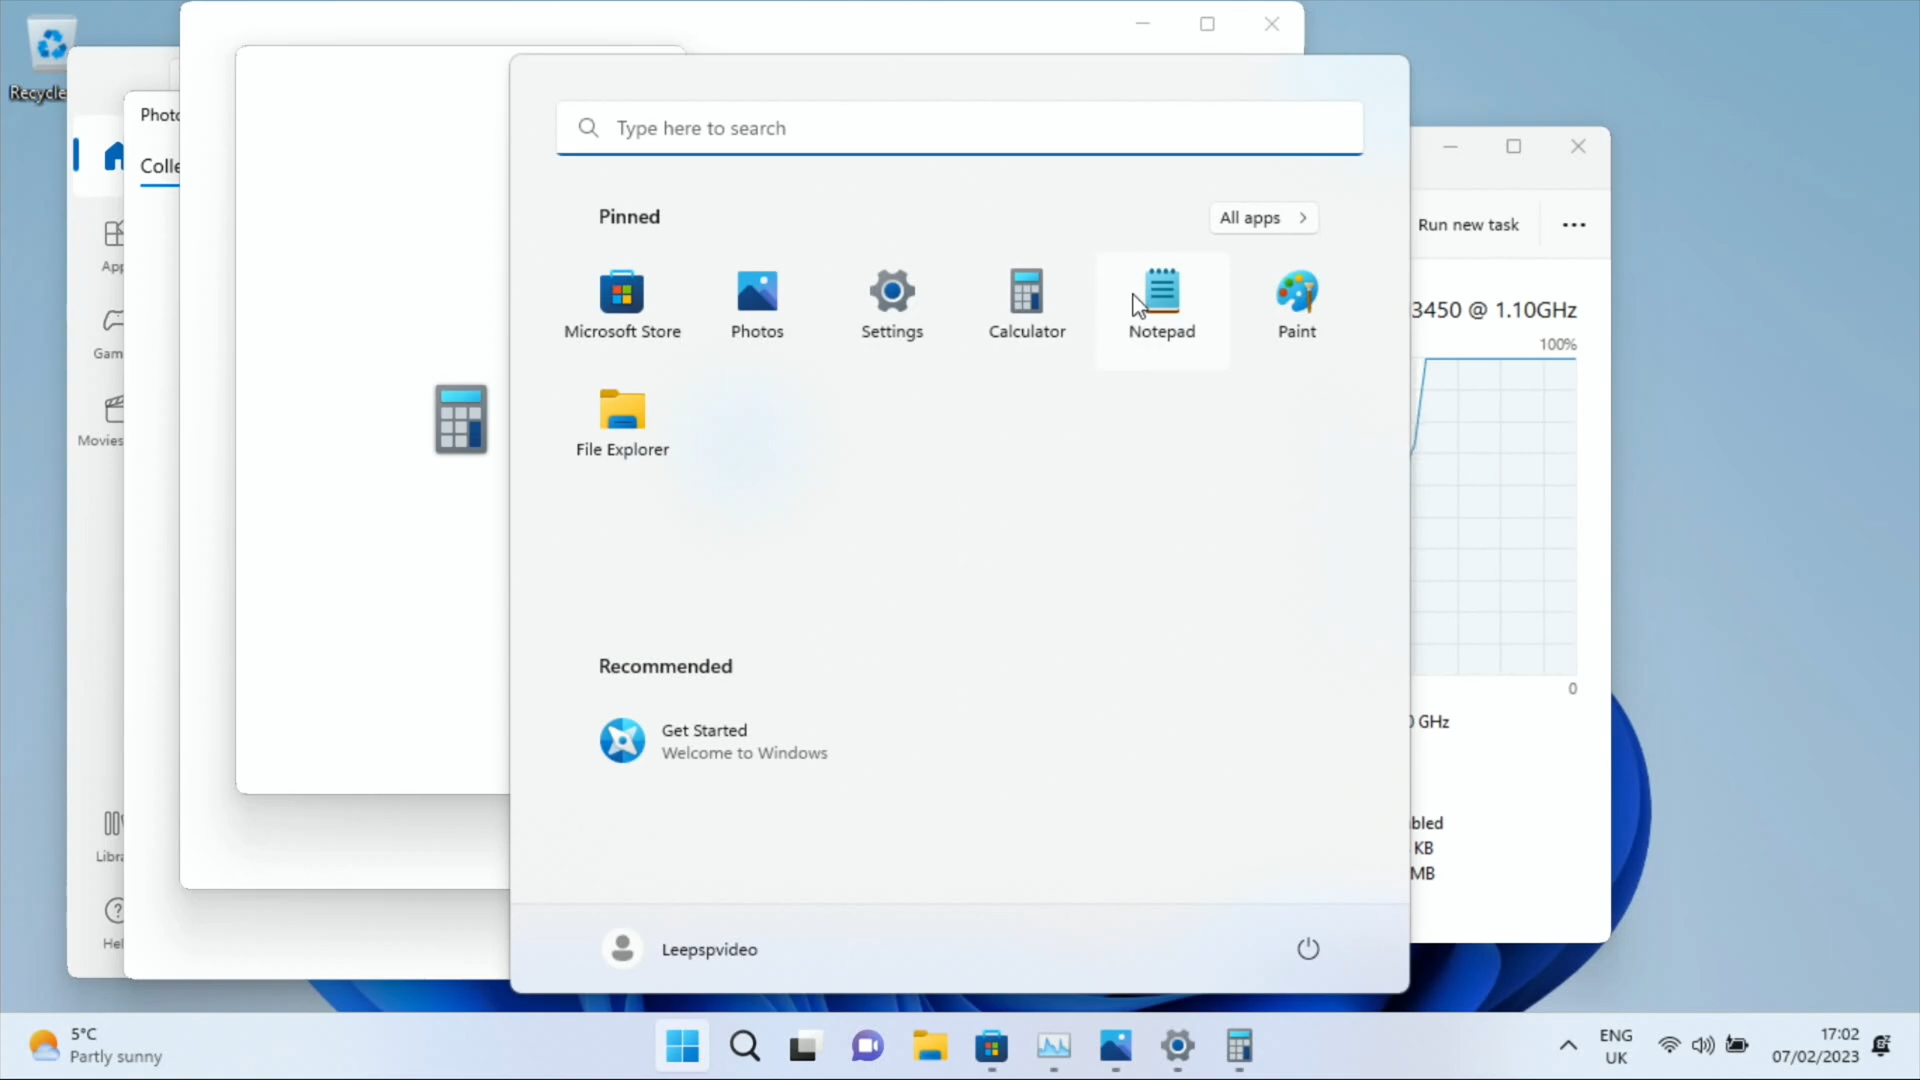 Recycle
Photo
Colle
App
Gam
Movies
Libra
Hel
Type here to search
Pinned
All apps
Microsoft Store
Photos
Settings
Calculator
Notepad
Paint
File Explorer
Recommended
Get Started
Welcome to Windows
Leepspvideo
Run new task
3450 @ 1.10GHz
100%
0
0 GHz
bled
KB
MB
5°C
Partly sunny
ENG
UK
17:02
07/02/2023